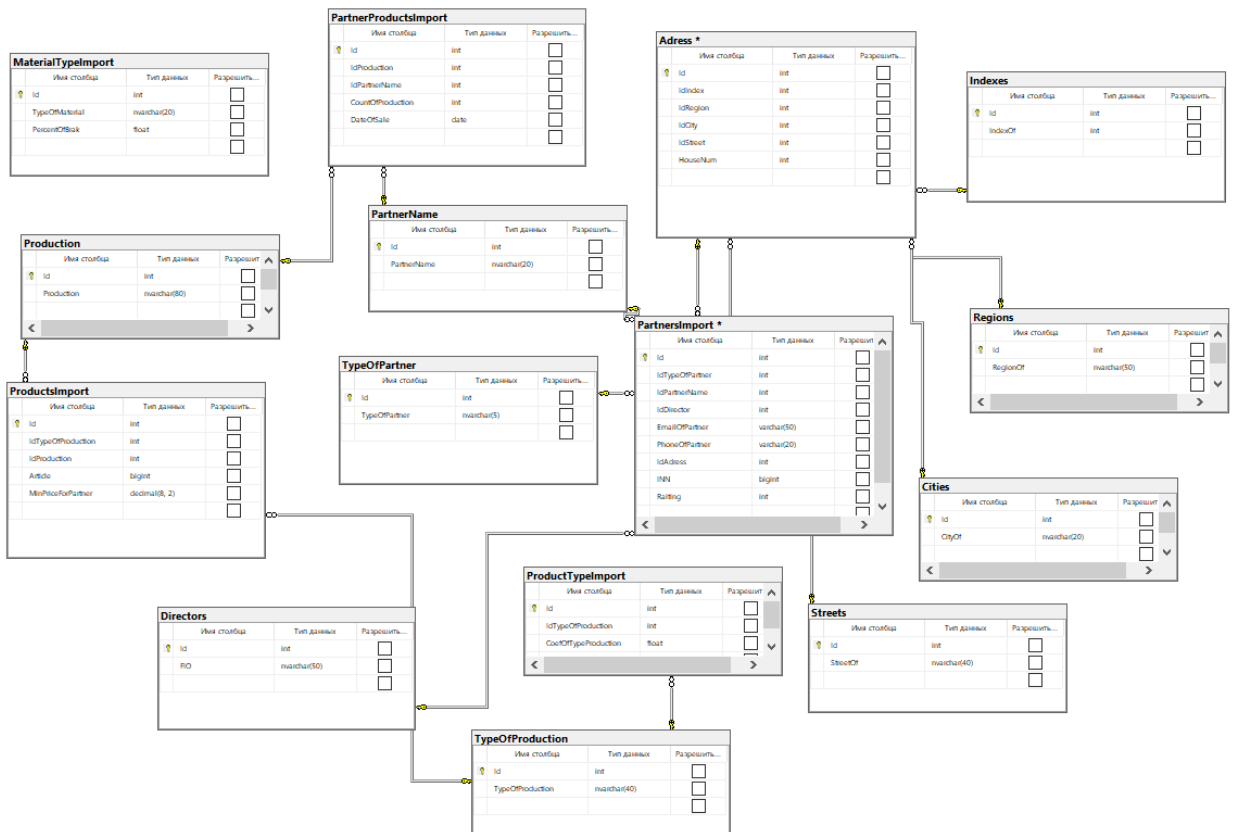 PartnerProductsImport
Имя столбца Тип данных Разрешить...
Id int
IdProduction int
IdPartnerName int
CountOfProduction int
DateOfSale date
MaterialTypeImport
Имя столбца Тип данных Разрешить...
Id int
TypeOfMaterial nvarchar(20)
PercentOfBrak float
Adress *
Имя столбца Тип данных Разрешить...
Id int
IdIndex int
IdRegion int
IdCity int
IdStreet int
HouseNum int
Indexes
Имя столбца Тип данных Разрешить...
Id int
IndexOf int
PartnerName
Имя столбца Тип данных Разрешить...
Id int
PartnerName nvarchar(20)
Production
Имя столбца Тип данных Разрешит
Id int
Production nvarchar(80)
Regions
Имя столбца Тип данных Разрешит
Id int
RegionOf nvarchar(50)
PartnersImport *
Имя столбца Тип данных Разрешит
Id int
IdTypeOfPartner int
IdPartnerName int
IdDirector int
EmailOfPartner varchar(50)
PhoneOfPartner varchar(20)
IdAdress int
INN bigint
Raiting int
TypeOfPartner
Имя столбца Тип данных Разрешить...
Id int
TypeOfPartner nvarchar(5)
ProductsImport
Имя столбца Тип данных Разрешить...
Id int
IdTypeOfProduction int
IdProduction int
Article bigint
MinPriceForPartner decimal(8, 2)
Cities
Имя столбца Тип данных Разрешит
Id int
CityOf nvarchar(20)
ProductTypeImport
Имя столбца Тип данных Разрешит
Id int
IdTypeOfProduction int
CoefOfTypeProduction float
Directors
Имя столбца Тип данных Разрешить...
Id int
FIO nvarchar(50)
Streets
Имя столбца Тип данных Разрешить...
Id int
StreetOf nvarchar(40)
TypeOfProduction
Имя столбца Тип данных Разрешить...
Id int
TypeOfProduction nvarchar(40)